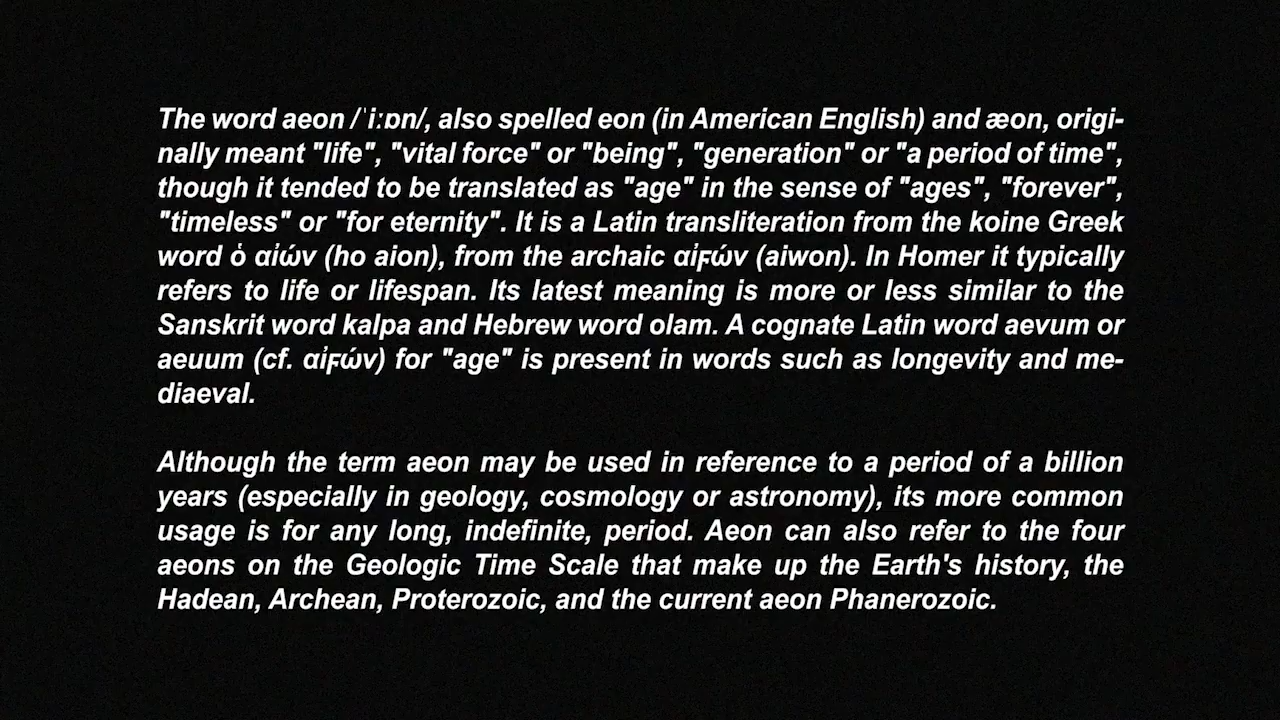 The word aeon /ˈiːɒn/, also spelled eon (in American English) and æon, origi-
nally meant "life", "vital force" or "being", "generation" or "a period of time",
though it tended to be translated as "age" in the sense of "ages", "forever",
"timeless" or "for eternity". It is a Latin transliteration from the koine Greek
word ὁ αἰών (ho aion), from the archaic αἰϝών (aiwon). In Homer it typically
refers to life or lifespan. Its latest meaning is more or less similar to the
Sanskrit word kalpa and Hebrew word olam. A cognate Latin word aevum or
aeuum (cf. αἰϝών) for "age" is present in words such as longevity and me-
diaeval.
Although the term aeon may be used in reference to a period of a billion
years (especially in geology, cosmology or astronomy), its more common
usage is for any long, indefinite, period. Aeon can also refer to the four
aeons on the Geologic Time Scale that make up the Earth's history, the
Hadean, Archean, Proterozoic, and the current aeon Phanerozoic.